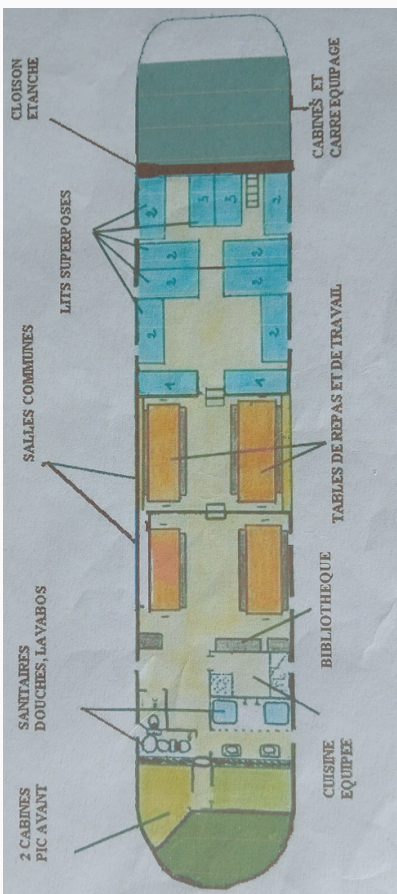 CLOISON
ETANCHE
CABINES ET
CARRE EQUIPAGE
LITS SUPERPOSES
2
3
3
2
2
2
2
2
2
2
1
1
SALLES COMMUNES
TABLES DE REPAS ET DE TRAVAIL
SANITAIRES
DOUCHES, LAVABOS
BIBLIOTHEQUE
2 CABINES
PIC AVANT
CUISINE
EQUIPEE